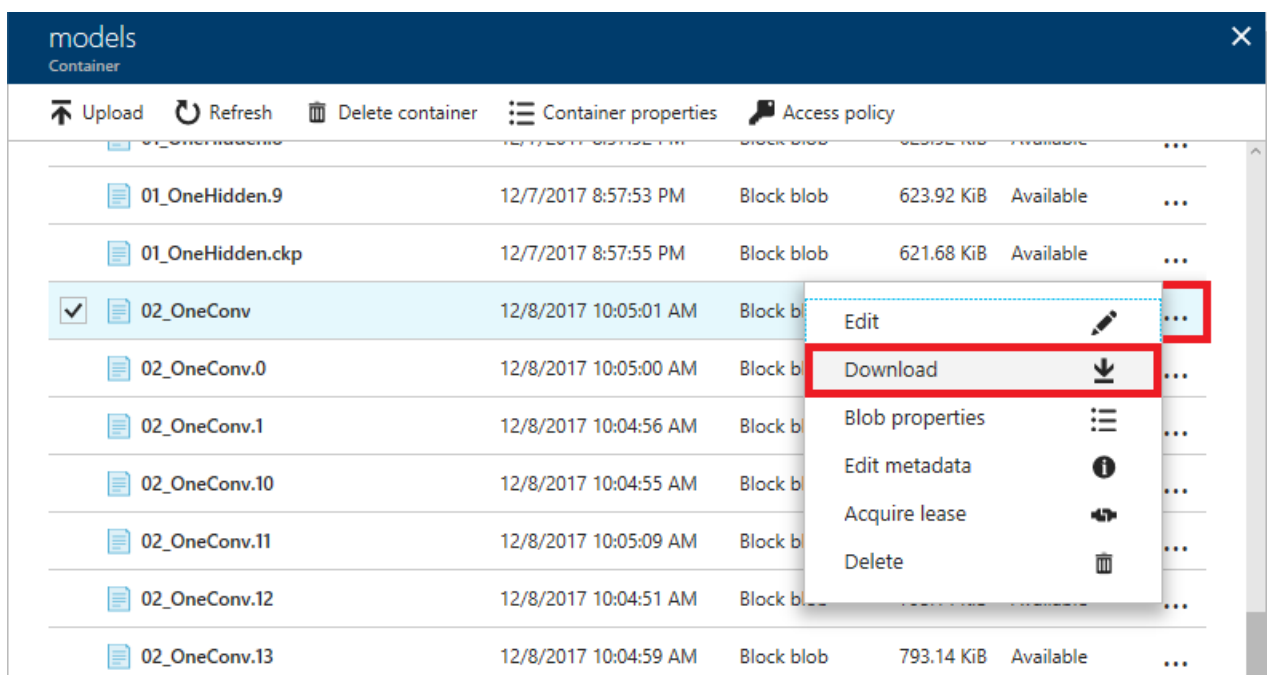 models
Container
Upload Refresh Delete container Container properties Access policy
01_OneHidden.9 12/7/2017 8:57:53 PM Block blob 623.92 KiB Available ...
01_OneHidden.ckp 12/7/2017 8:57:55 PM Block blob 621.68 KiB Available ...
02_OneConv 12/8/2017 10:05:01 AM Block b ...
Edit
02_OneConv.0 12/8/2017 10:05:00 AM Block b ...
Download
02_OneConv.1 12/8/2017 10:04:56 AM Block b ...
Blob properties
02_OneConv.10 12/8/2017 10:04:55 AM Block b ...
Edit metadata
Acquire lease
02_OneConv.11 12/8/2017 10:05:09 AM Block b ...
Delete
02_OneConv.12 12/8/2017 10:04:51 AM Block b ...
02_OneConv.13 12/8/2017 10:04:59 AM Block blob 793.14 KiB Available ...